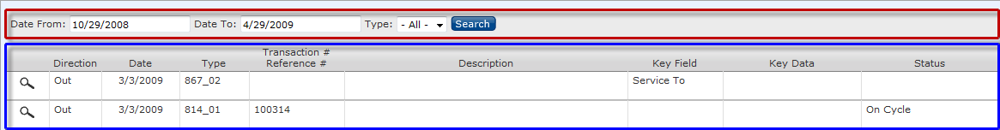 Date From: 10/29/2008 Date To: 4/29/2009 Type: - All - Search
Direction Date Type Transaction # Reference # Description Key Field Key Data Status
Out 3/3/2009 867_02 Service To
Out 3/3/2009 814_01 100314 On Cycle